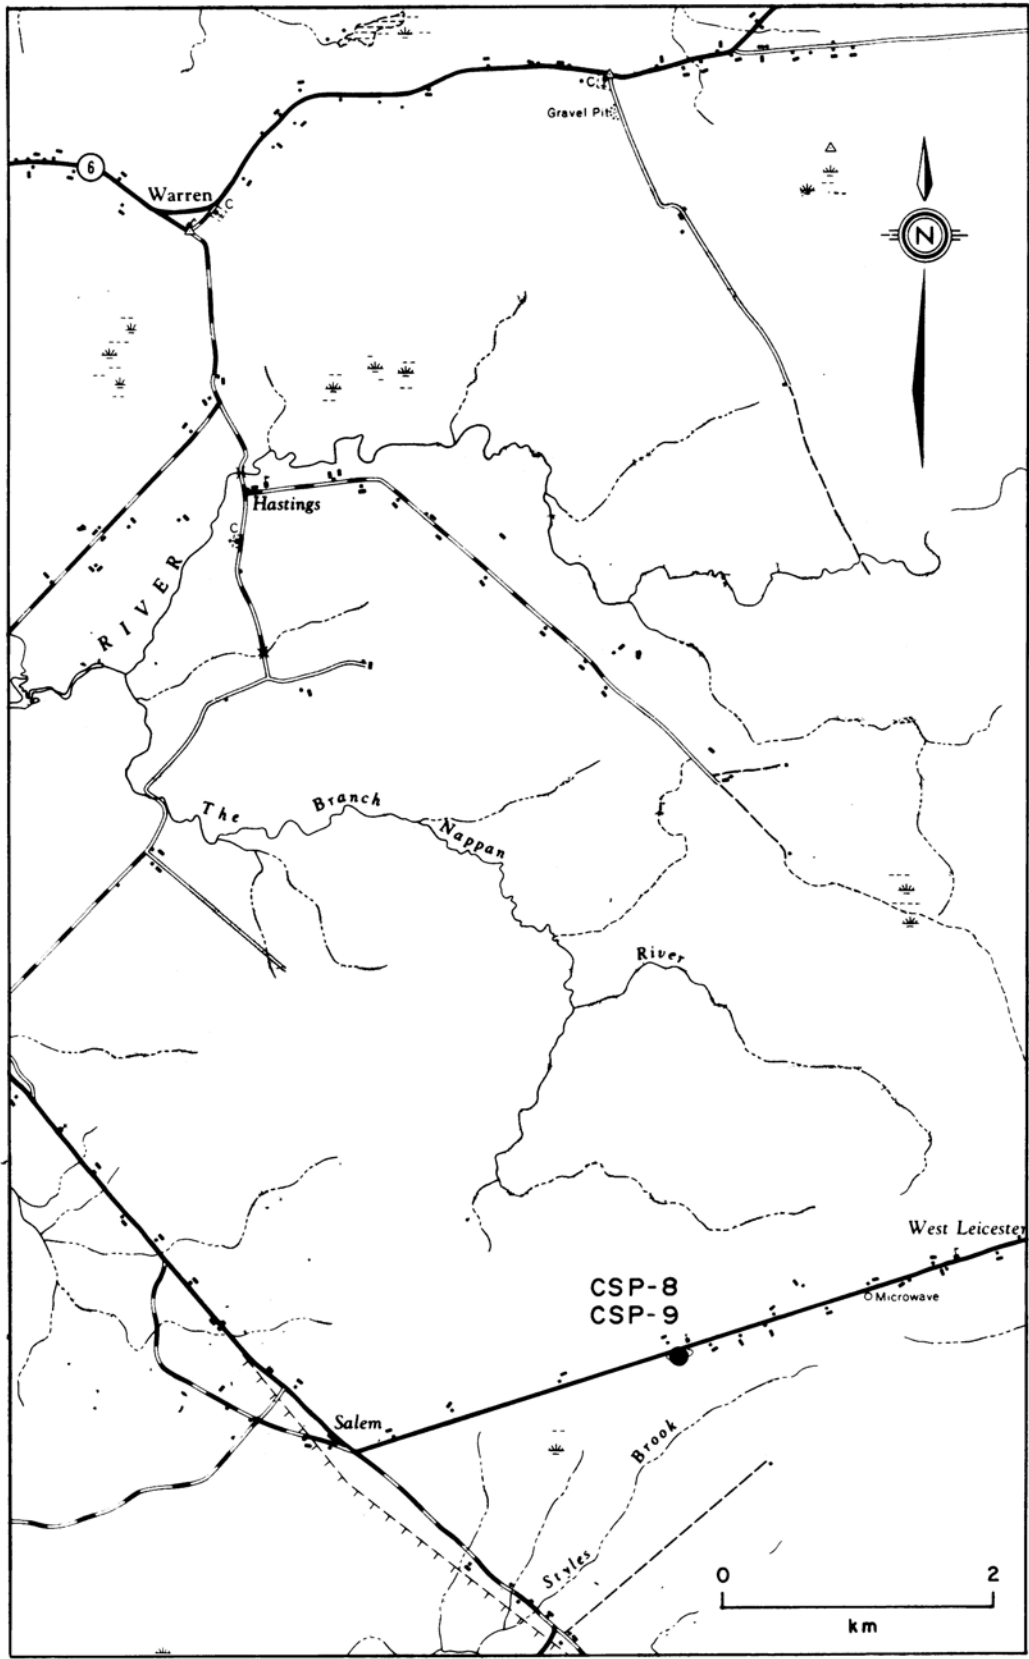 C
Gravel Pit
6
Warren
C
N
Hastings
C
RIVER
The Branch
Nappan
River
West Leicester
CSP-8
CSP-9
Microwave
Salem
Brook
Styles
0 2
km